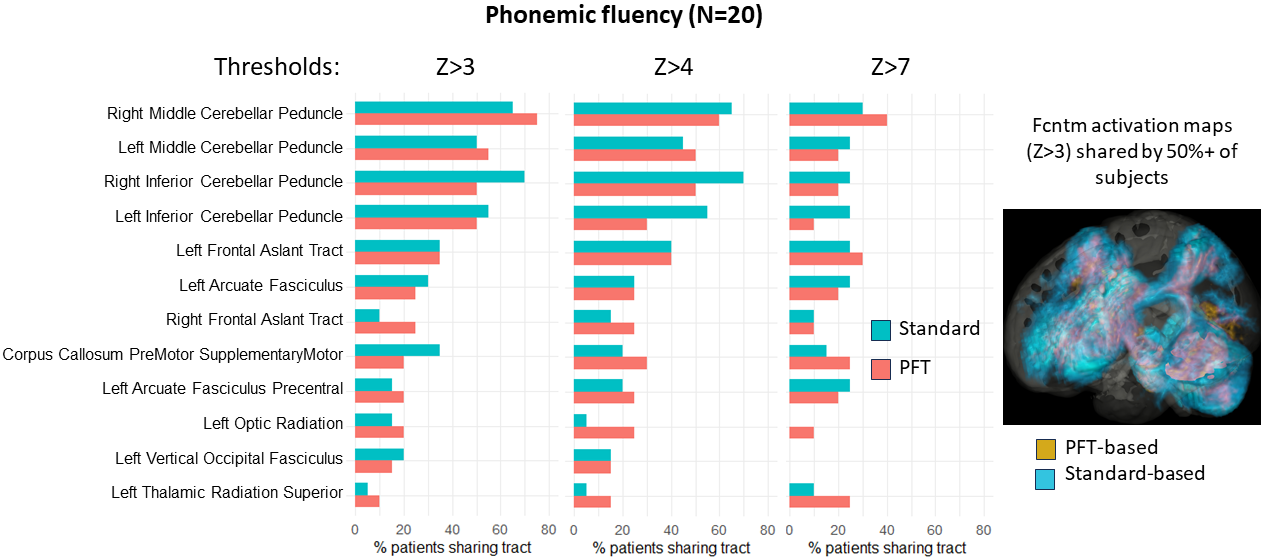 Phonemic fluency (N=20)
Thresholds: Z>3 Z>4 Z>7
Right Middle Cerebellar Peduncle
Left Middle Cerebellar Peduncle
Right Inferior Cerebellar Peduncle
Left Inferior Cerebellar Peduncle
Left Frontal Aslant Tract
Left Arcuate Fasciculus
Right Frontal Aslant Tract
Corpus Callosum PreMotor SupplementaryMotor
Left Arcuate Fasciculus Precentral
Left Optic Radiation
Left Vertical Occipital Fasciculus
Left Thalamic Radiation Superior
0 20 40 60 80 0 20 40 60 80 0 20 40 60 80
% patients sharing tract % patients sharing tract % patients sharing tract
Standard
PFT
Fcntm activation maps
(Z>3) shared by 50%+ of
subjects
PFT-based
Standard-based